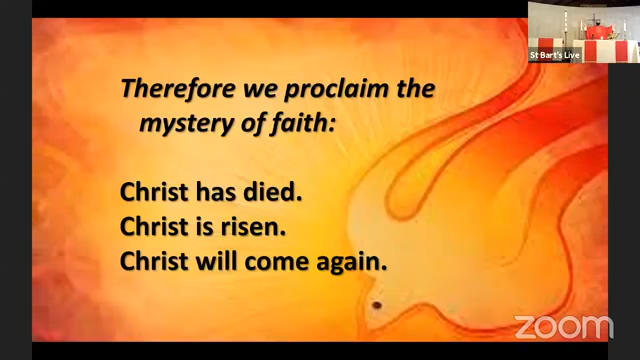 St Bart's Live
Therefore we proclaim the
mystery of faith:
Christ has died.
Christ is risen.
Christ will come again.
zoom